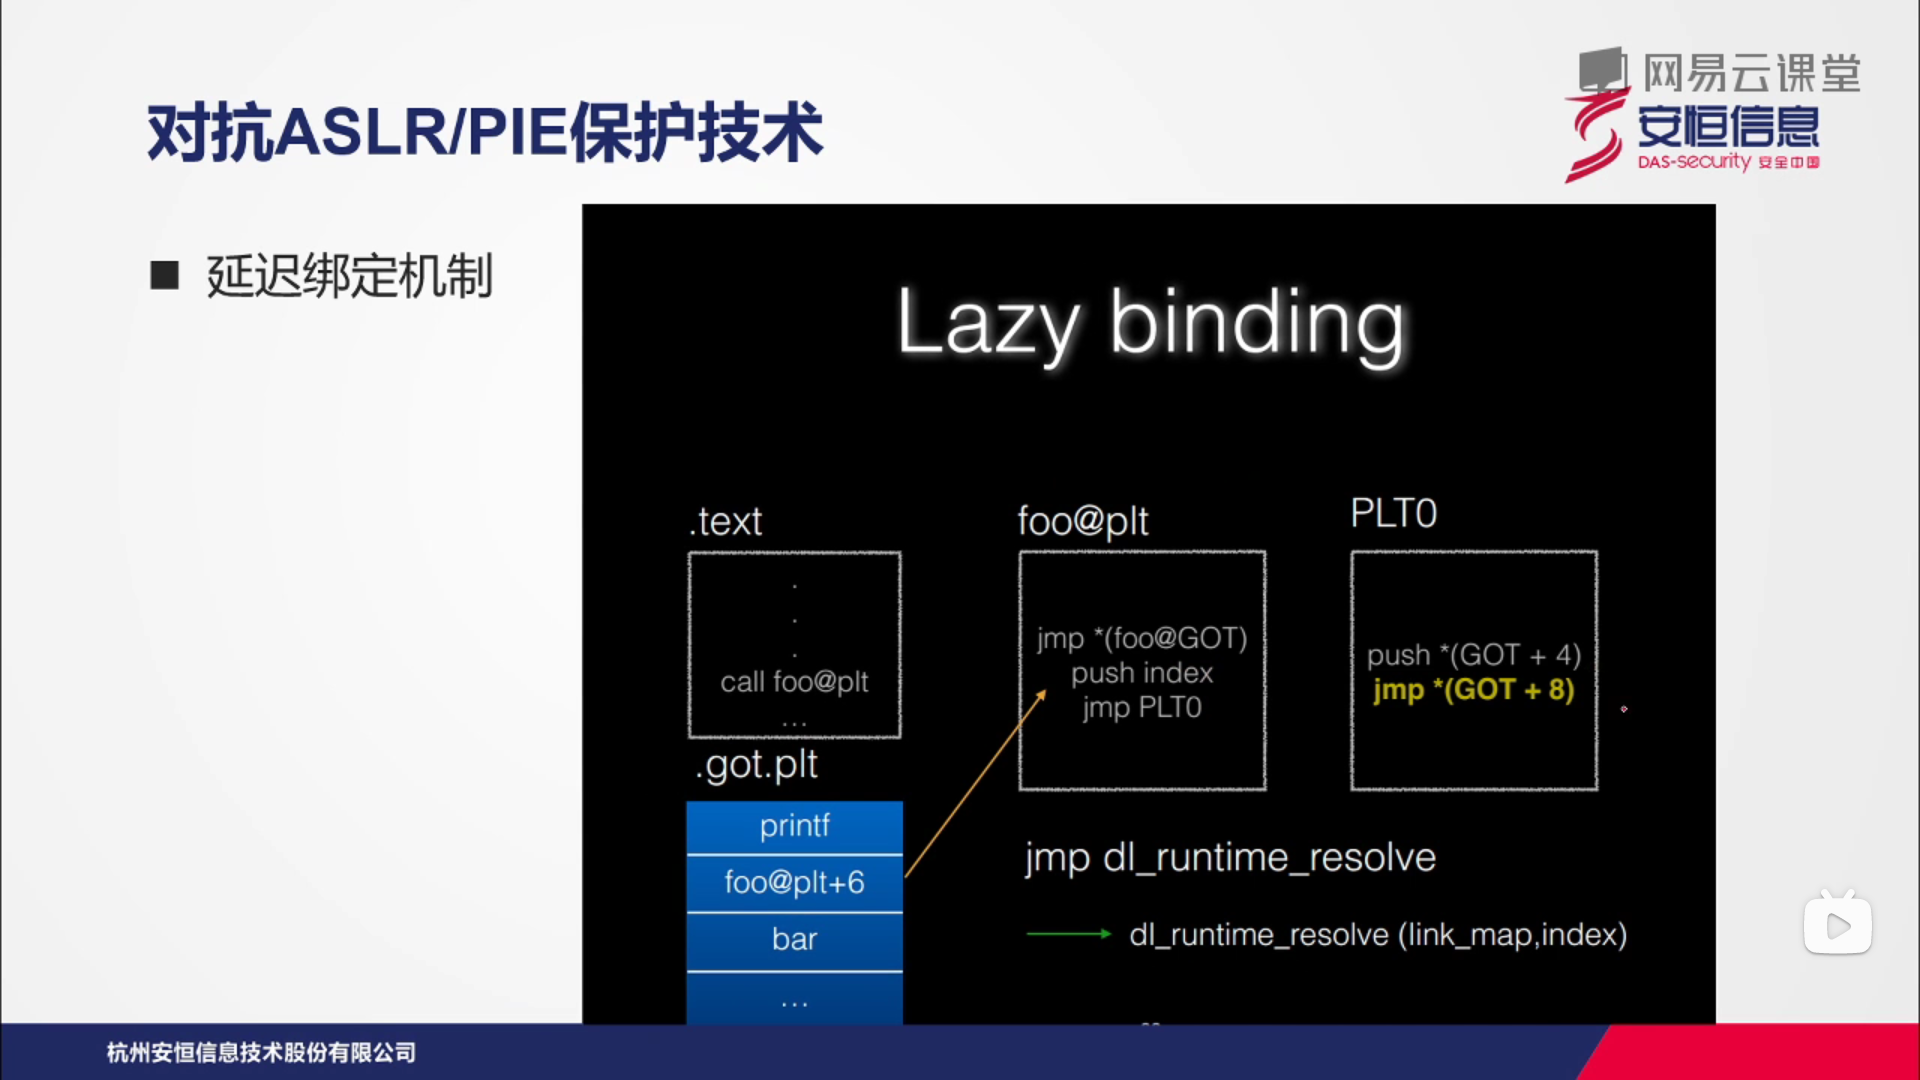 网易云课堂
安恒信息
DAS-security 安全中国
对抗ASLR/PIE保护技术
■ 延迟绑定机制
Lazy binding
.text
.
.
.
call foo@plt
...
foo@plt
jmp *(foo@GOT)
push index
jmp PLT0
PLT0
push *(GOT + 4)
jmp *(GOT + 8)
.got.plt
printf
foo@plt+6
bar
...
jmp dl_runtime_resolve
dl_runtime_resolve (link_map,index)
杭州安恒信息技术股份有限公司